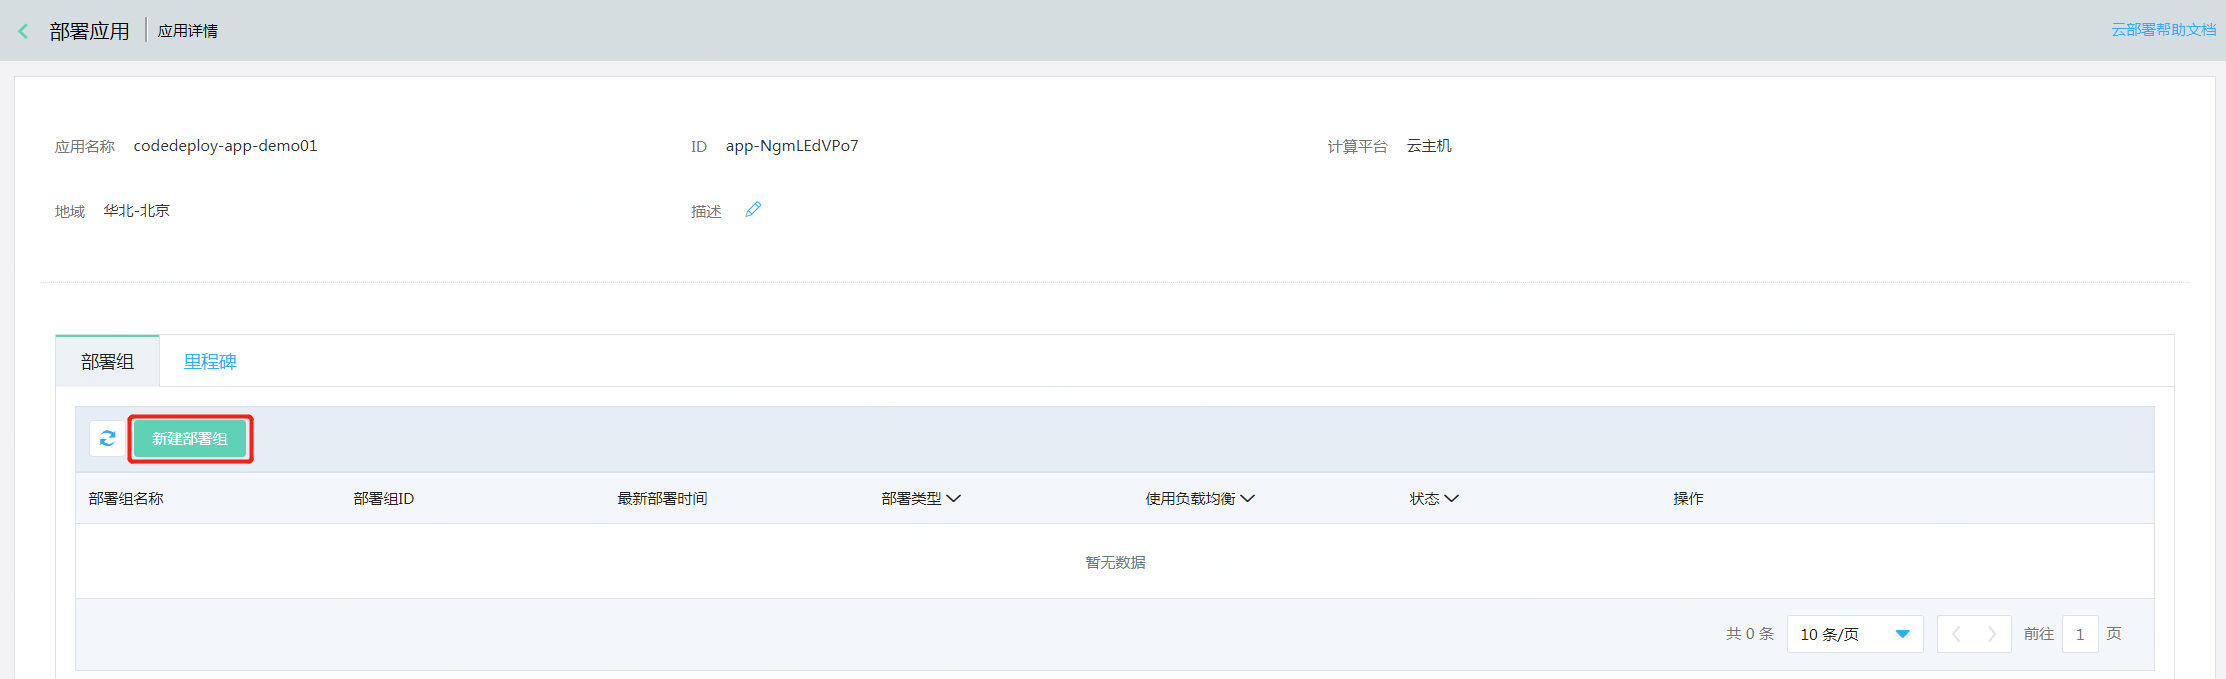 部署应用 应用详情 云部署帮助文档
应用名称 codedeploy-app-demo01 ID app-NgmLEdVPo7 计算平台 云主机
地域 华北-北京 描述
部署组 里程碑
新建部署组
部署组名称 部署组ID 最新部署时间 部署类型 使用负载均衡 状态 操作
暂无数据
共 0 条 10 条/页 前往 1 页